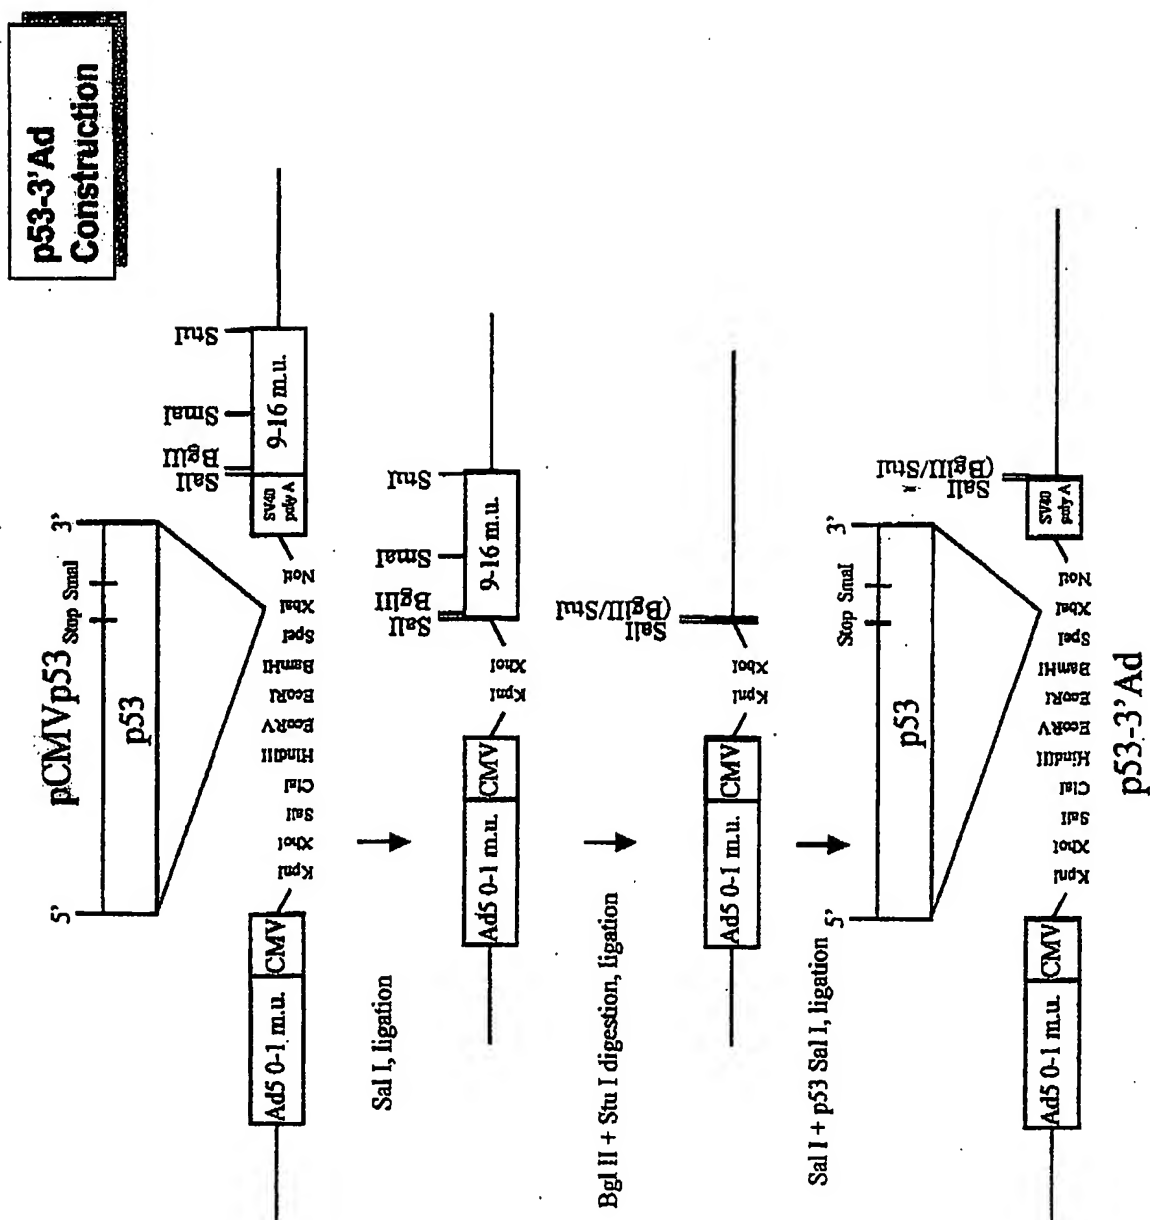 p53-3'Ad
Construction
pCMVp53
5'
3'
Stop
SmaI
p53
Ad5 0-1 m.u.
CMV
KpnI
XhoI
SalI
ClaI
HindIII
EcoRV
EcoRI
BamHI
SpeI
XbaI
NotI
SV40
poly A
SalI
BglII
SmaI
StuI
9-16 m.u.
Sal I, ligation
Ad5 0-1 m.u.
CMV
KpnI
XhoI
SalI
BglII
SmaI
StuI
9-16 m.u.
Bgl II + Stu I digestion, ligation
Ad5 0-1 m.u.
CMV
KpnI
XhoI
SalI
(BglII/StuI
Sal I + p53 Sal I, ligation
5'
3'
Stop
SmaI
p53
Ad5 0-1 m.u.
CMV
KpnI
XhoI
SalI
ClaI
HindIII
EcoRV
EcoRI
BamHI
SpeI
XbaI
NotI
SV40
poly A
SalI
(BglII/StuI
p53-3'Ad